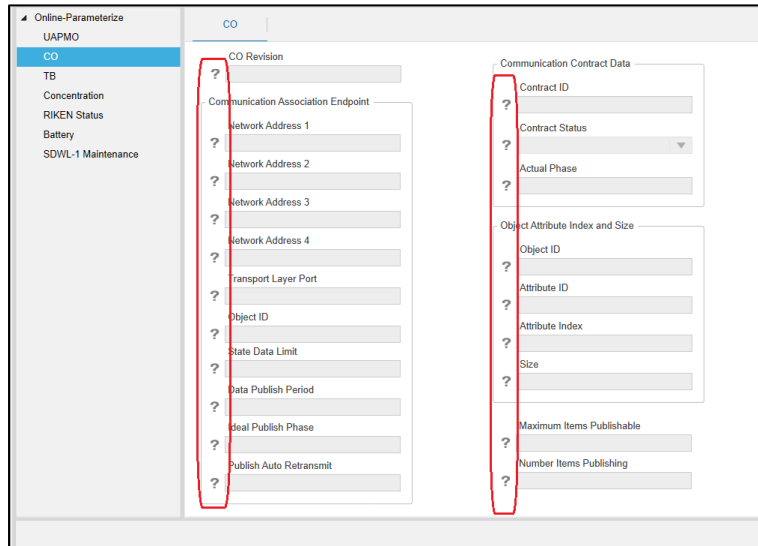 Online-Parameterize
UAPMO
CO
TB
Concentration
RIKEN Status
Battery
SDWL-1 Maintenance
CO
CO Revision
?
Communication Association Endpoint
Network Address 1
?
Network Address 2
?
Network Address 3
?
Network Address 4
?
Transport Layer Port
?
Object ID
?
State Data Limit
?
Data Publish Period
?
Ideal Publish Phase
?
Publish Auto Retransmit
?
Communication Contract Data
Contract ID
?
Contract Status
?
Actual Phase
?
Object Attribute Index and Size
Object ID
?
Attribute ID
?
Attribute Index
?
Size
?
Maximum Items Publishable
?
Number Items Publishing
?